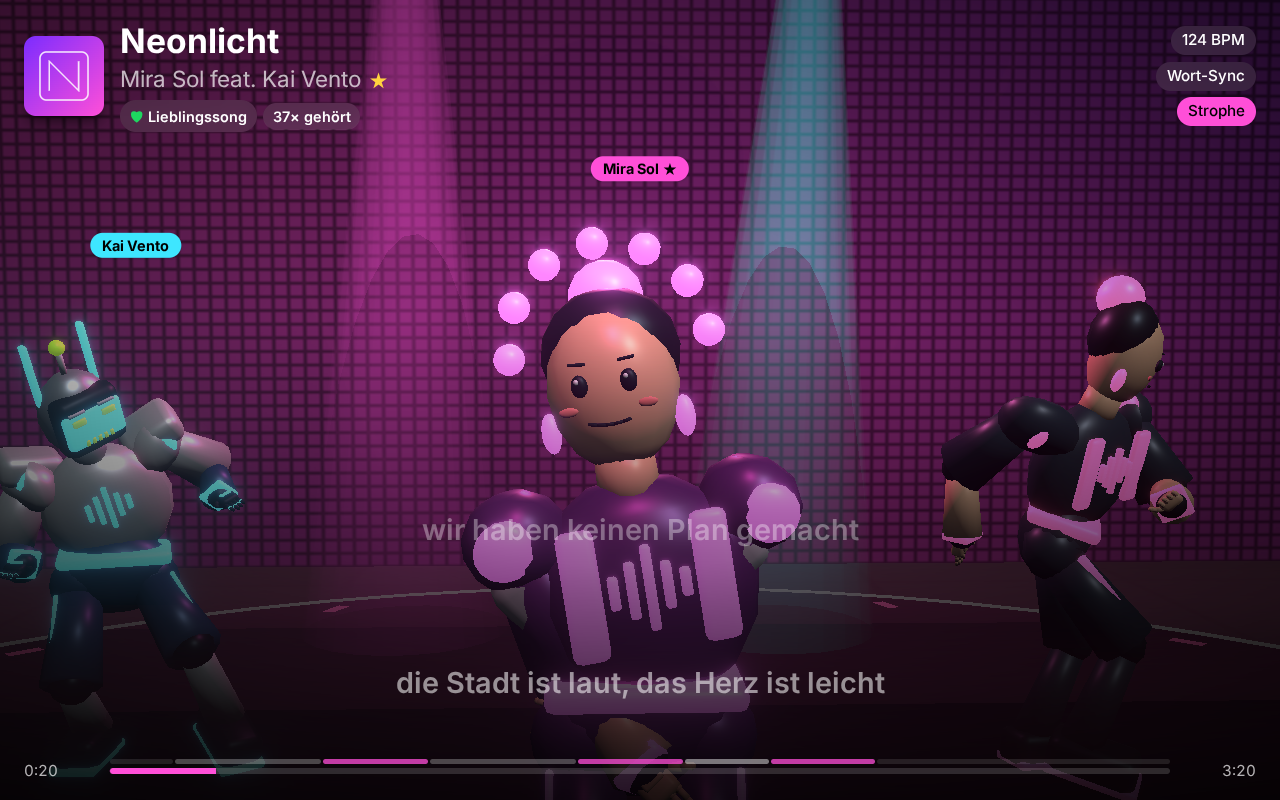 Neonlicht
Mira Sol feat. Kai Vento ★
Lieblingssong
37× gehört
124 BPM
Wort-Sync
Strophe
Mira Sol ★
Kai Vento
wir haben keinen Plan gemacht
die Stadt ist laut, das Herz ist leicht
0:20
3:20